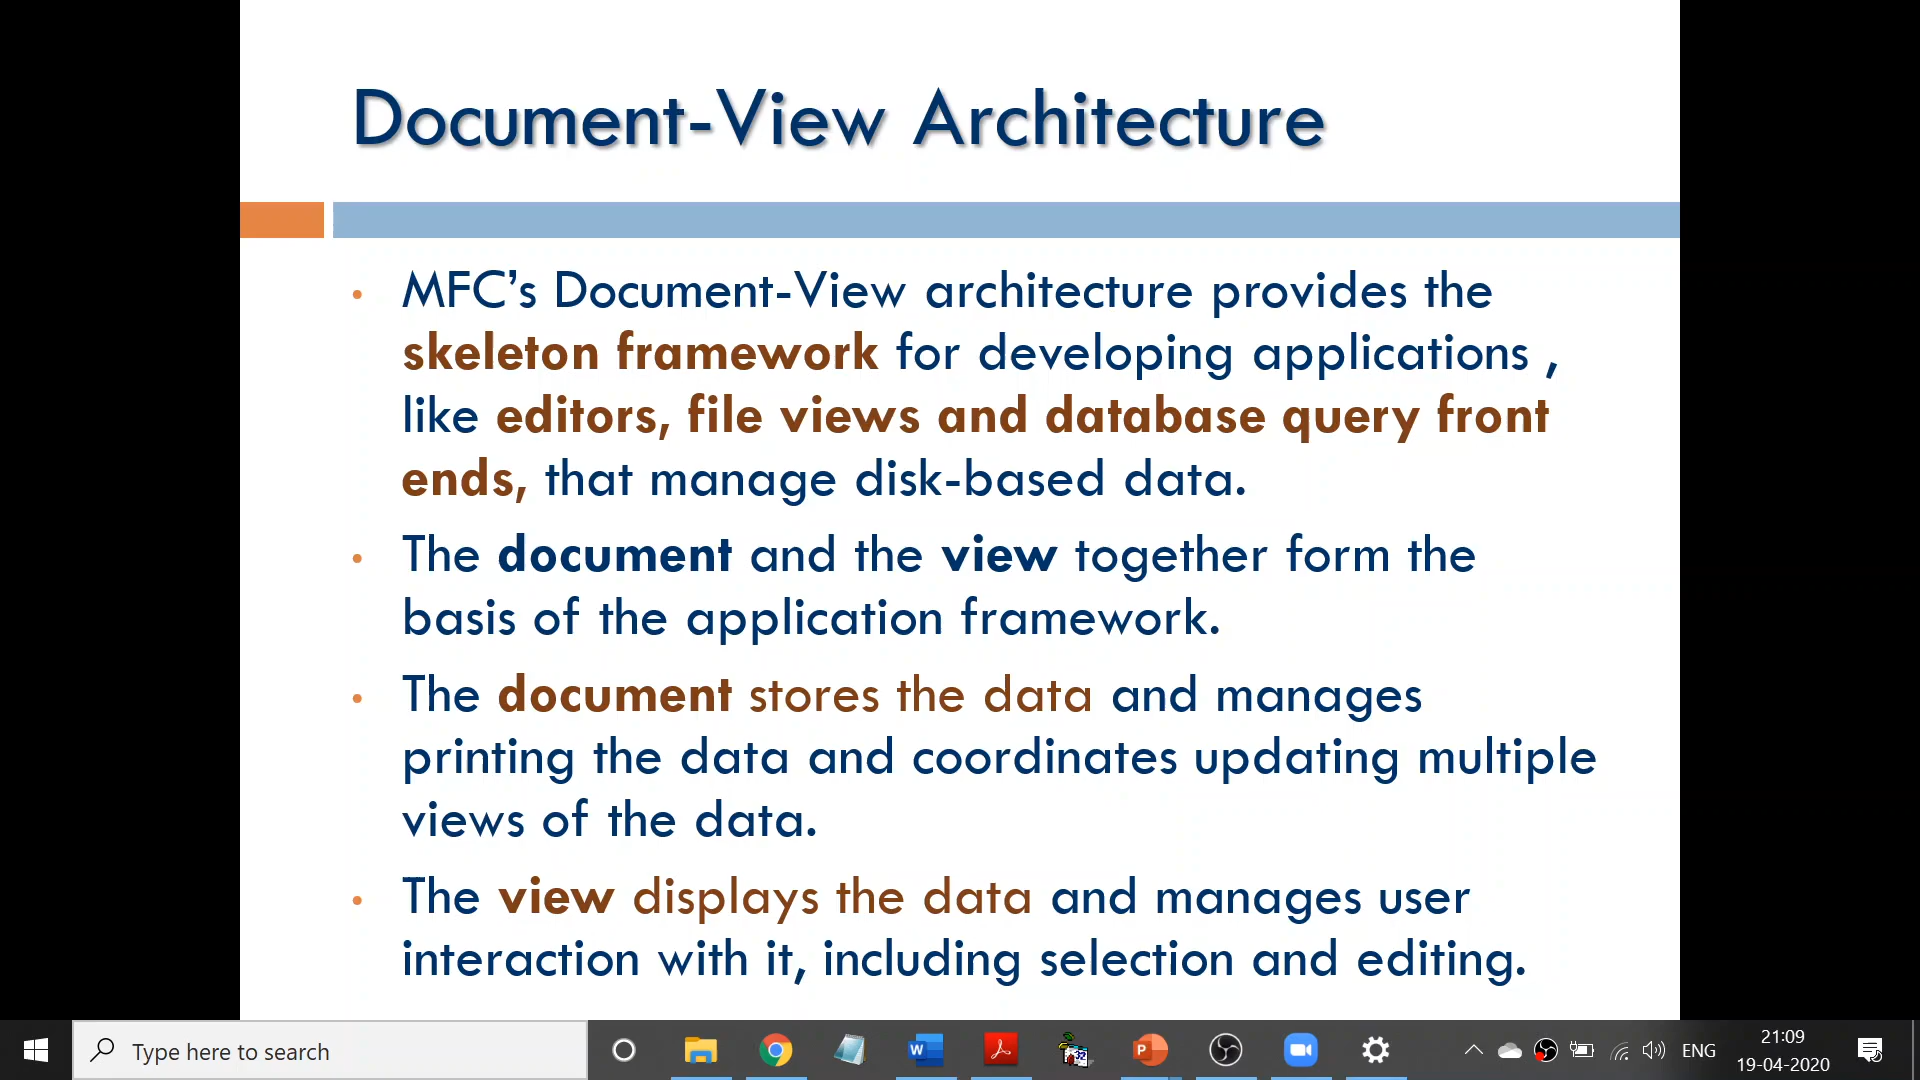 Document-View Architecture
• MFC’s Document-View architecture provides the
skeleton framework for developing applications ,
like editors, file views and database query front
ends, that manage disk-based data.
• The document and the view together form the
basis of the application framework.
• The document stores the data and manages
printing the data and coordinates updating multiple
views of the data.
• The view displays the data and manages user
interaction with it, including selection and editing.
Type here to search
ENG
21:09
19-04-2020